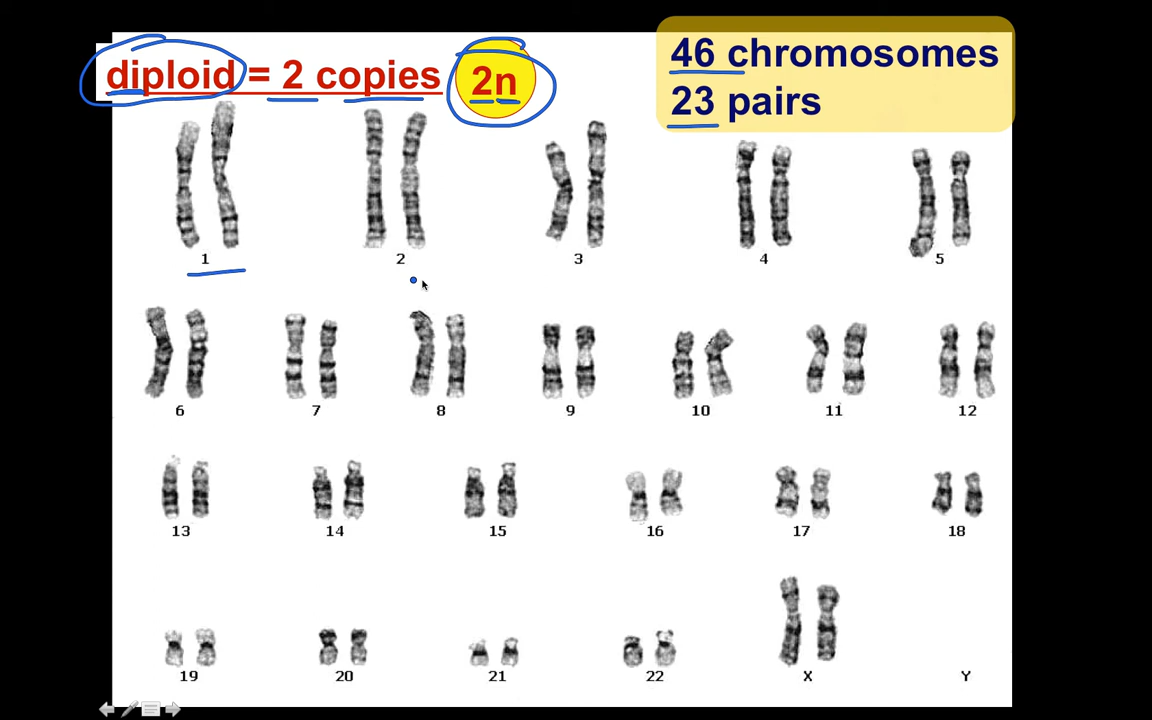 diploid = 2 copies 2n
46 chromosomes
23 pairs
1 2 3 4 5
6 7 8 9 10 11 12
13 14 15 16 17 18
19 20 21 22 X Y